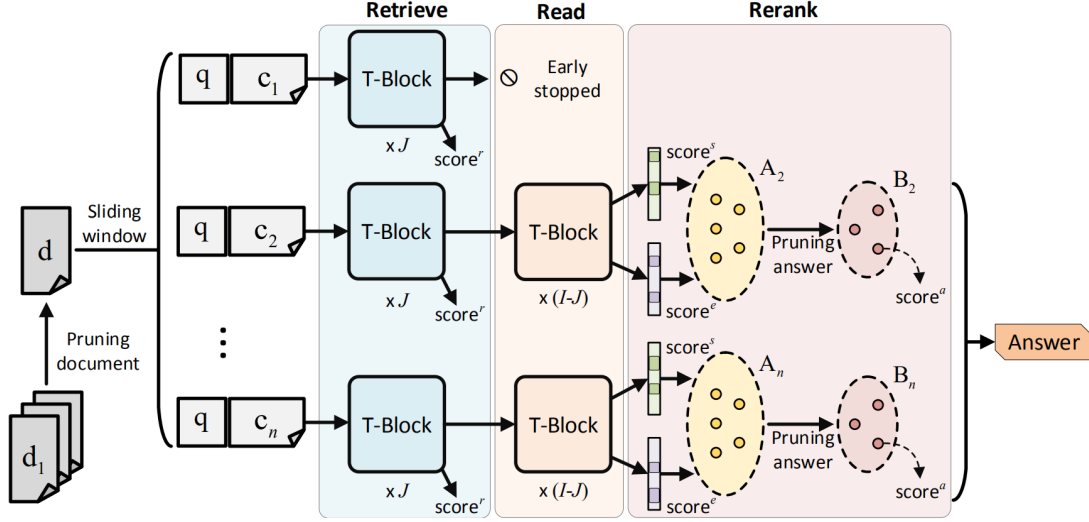 Retrieve
Read
Rerank
q
c1
T-Block
x J
score^r
Early
stopped
Sliding
window
d
q
c2
T-Block
x J
score^r
T-Block
x (I-J)
score^s
score^e
A2
Pruning
answer
B2
score^a
Pruning
document
d1
⋮
q
cn
T-Block
x J
score^r
T-Block
x (I-J)
score^s
score^e
An
Pruning
answer
Bn
score^a
Answer